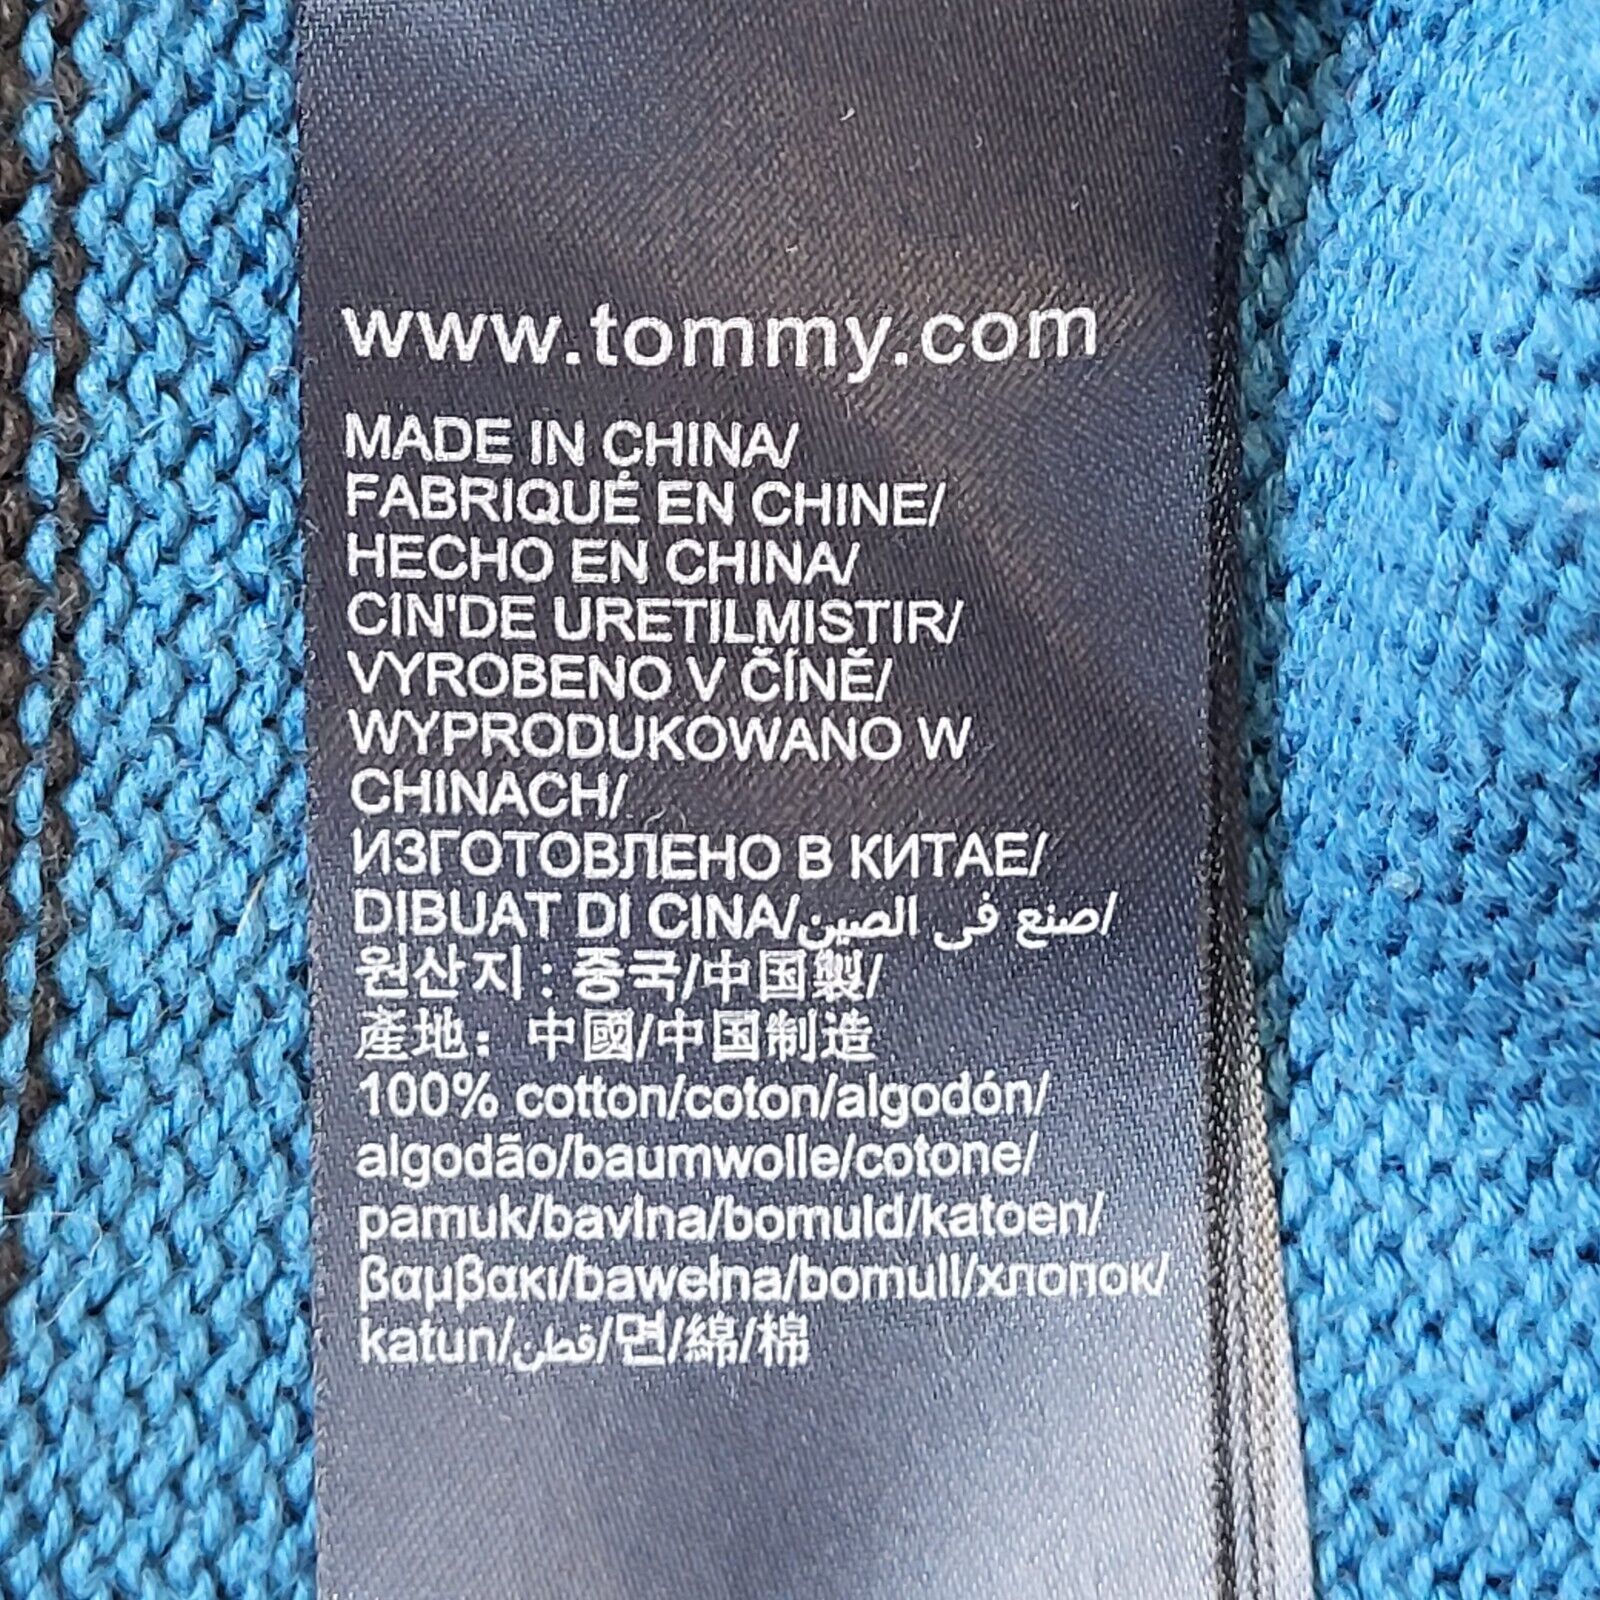 www.tommy.com
MADE IN CHINA/
FABRIQUÉ EN CHINE/
HECHO EN CHINA/
CIN'DE URETILMISTIR/
VYROBENO V ČÍNĚ/
WYPRODUKOWANO W
CHINACH/
ИЗГОТОВЛЕНО В КИТАЕ/
DIBUAT DI CINA/صنع في الصين/
원산지 : 중국/中国製/
產地： 中國/中国制造
100% cotton/coton/algodón/
algodão/baumwolle/cotone/
pamuk/bavlna/bomuld/katoen/
βαμβακι/bawełna/bomull/хлопок/
katun/قطن/면/綿/棉